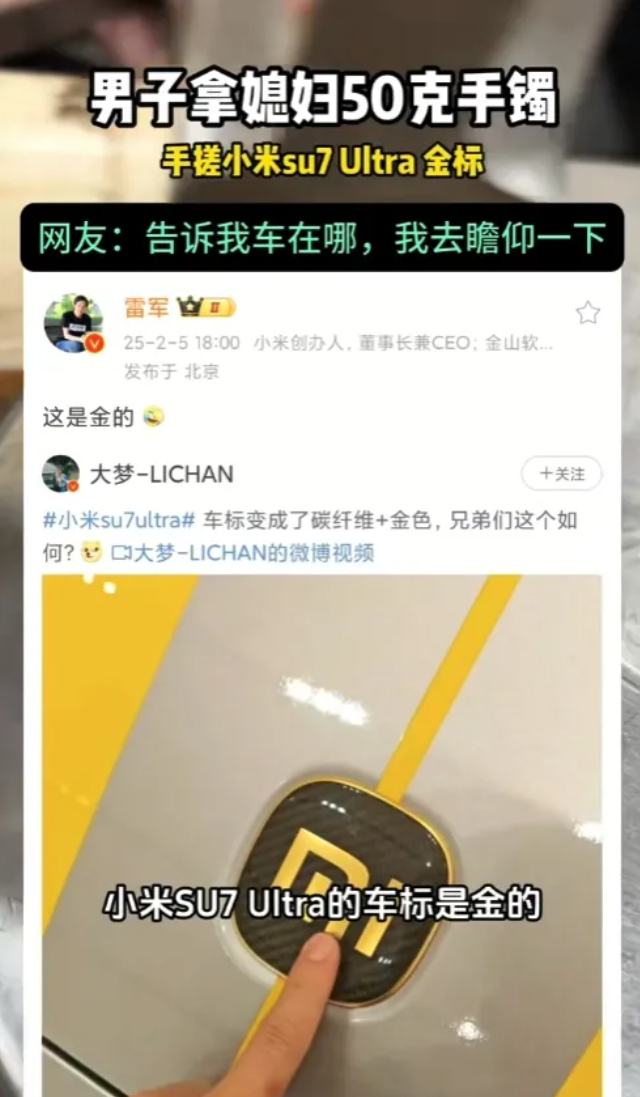 男子拿媳妇50克手镯
手搓小米su7 Ultra 金标
网友：告诉我车在哪，我去瞻仰一下
雷军 II
25-2-5 18:00 小米创办人，董事长兼CEO；金山软...
发布于 北京
这是金的
大梦-LICHAN
+关注
#小米su7ultra# 车标变成了碳纤维+金色，兄弟们这个如
何？ 大梦-LICHAN的微博视频
小米SU7 Ultra的车标是金的